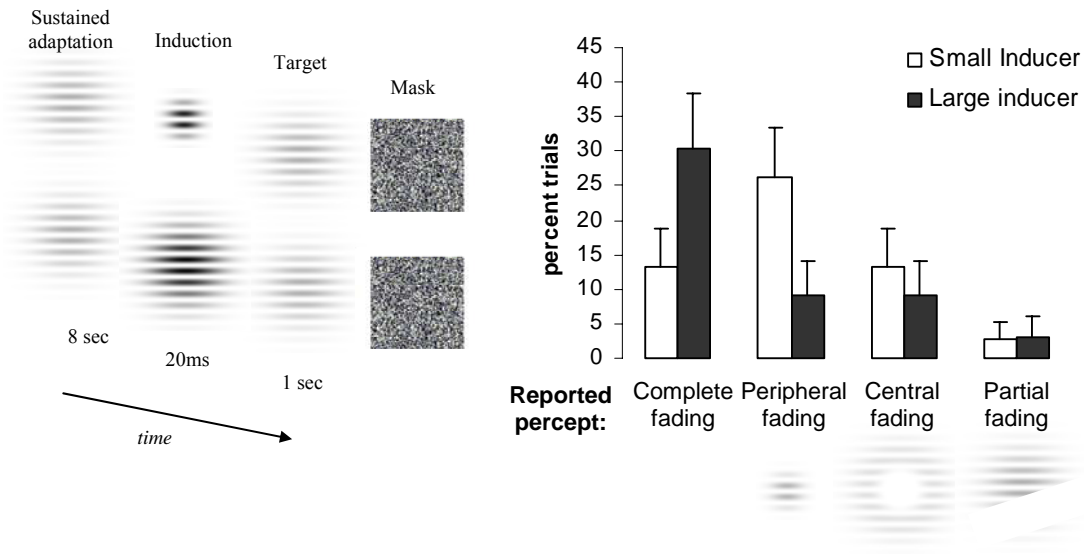 Sustained
adaptation
Induction
Target
Mask
8 sec
20ms
1 sec
time
45
40
35
30
25
20
15
10
5
0
percent trials
Small Inducer
Large inducer
Reported
percept:
Complete
fading
Peripheral
fading
Central
fading
Partial
fading